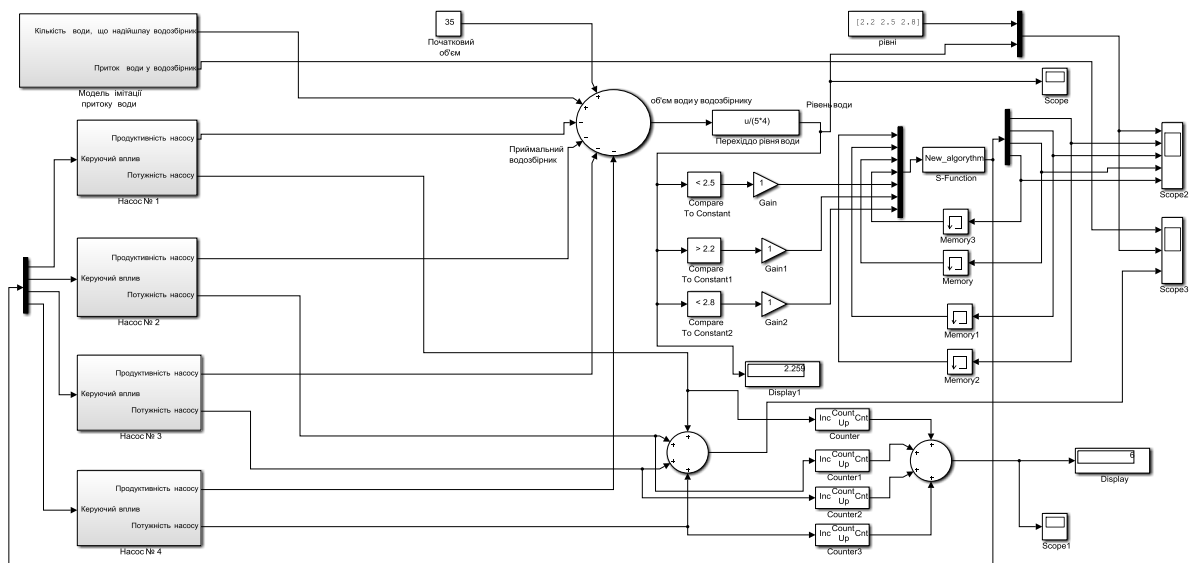 Кількість води, що надійшлау водозбірник
Приток води у водозбірник
Модель імітації
притоку води
35
Початковий
об'єм
[2.2 2.5 2.8]
рівні
Scope
об'єм води у водозбірнику
Рівень води
u/(5*4)
Перехіддо рівня води
Приймальний
водозбірник
Продуктивність насосу
Керуючий вплив
Потужність насосу
Насос № 1
Продуктивність насосу
Керуючий вплив
Потужність насосу
Насос № 2
Продуктивність насосу
Керуючий вплив
Потужність насосу
Насос № 3
Продуктивність насосу
Керуючий вплив
Потужність насосу
Насос № 4
< 2.5
Compare
To Constant
1
Gain
> 2.2
Compare
To Constant1
1
Gain1
< 2.8
Compare
To Constant2
1
Gain2
New_algorythm
S-Function
Memory3
Memory
Memory1
Memory2
Scope2
Scope3
2.259
Display1
Inc Count Up Cnt
Counter
Inc Count Up Cnt
Counter1
Inc Count Up Cnt
Counter2
Inc Count Up Cnt
Counter3
6
Display
Scope1